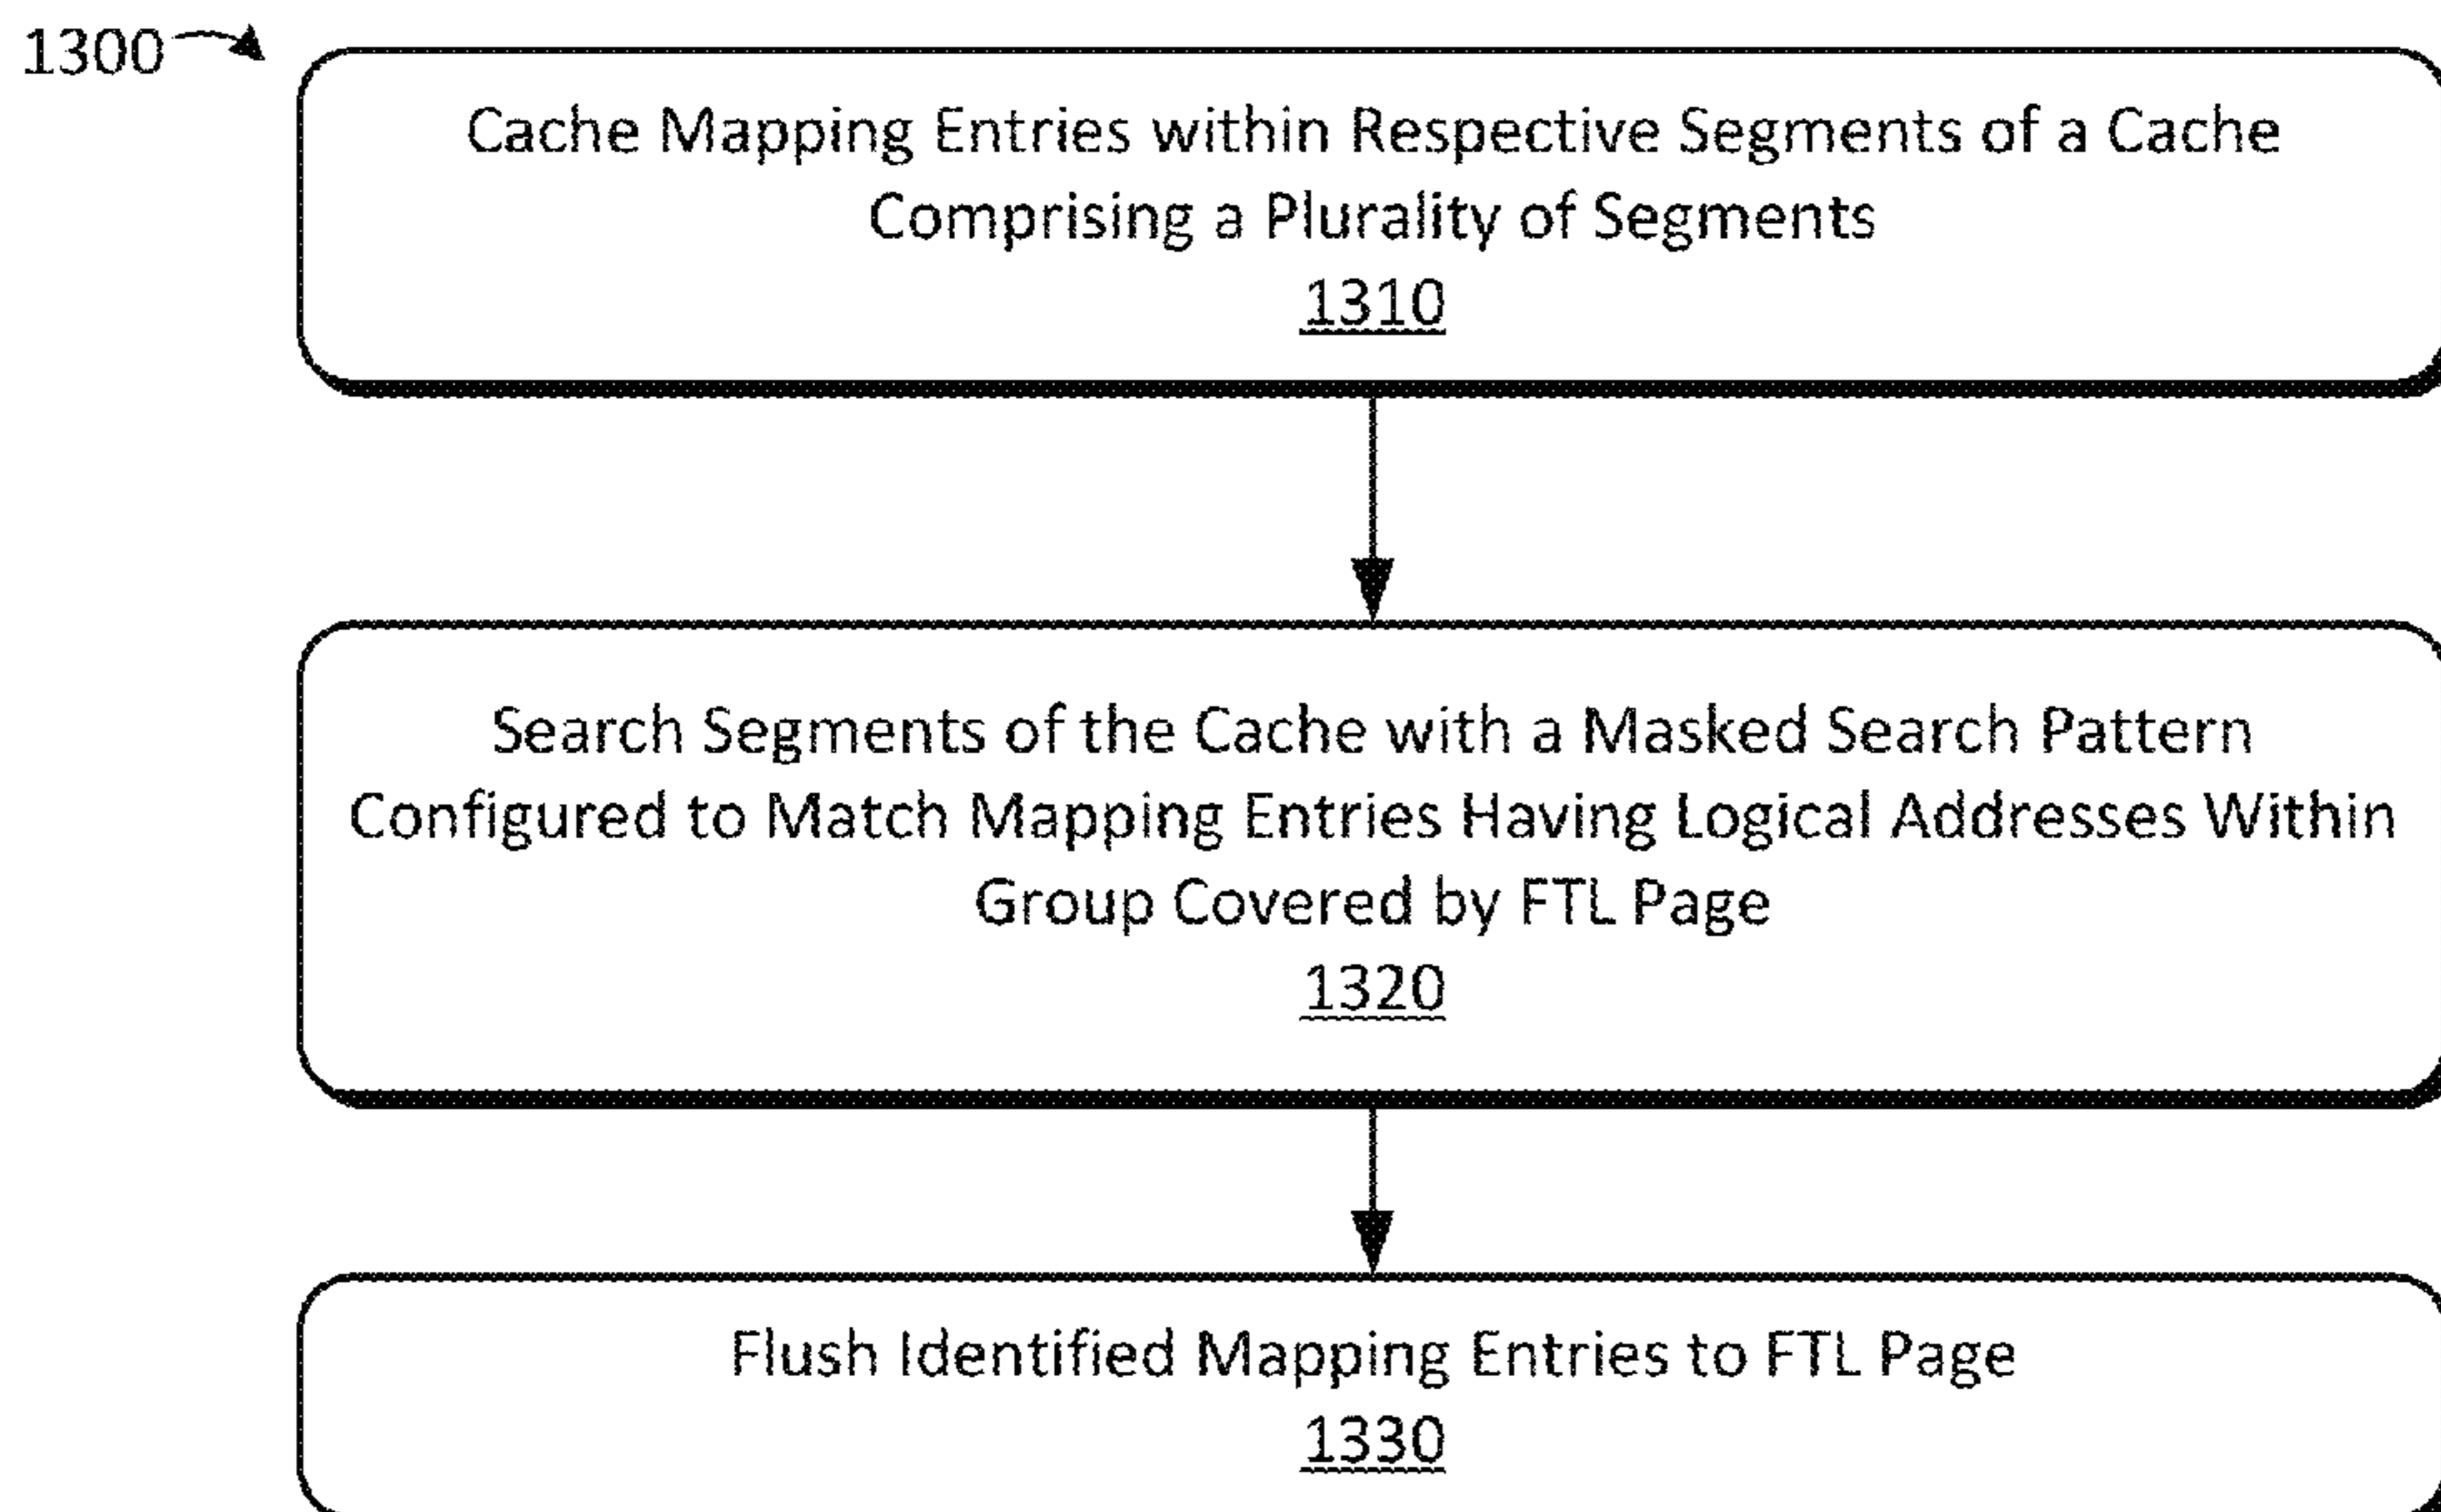 1300
Cache Mapping Entries within Respective Segments of a Cache
Comprising a Plurality of Segments
1310
Search Segments of the Cache with a Masked Search Pattern
Configured to Match Mapping Entries Having Logical Addresses Within
Group Covered by FTL Page
1320
Flush Identified Mapping Entries to FTL Page
1330